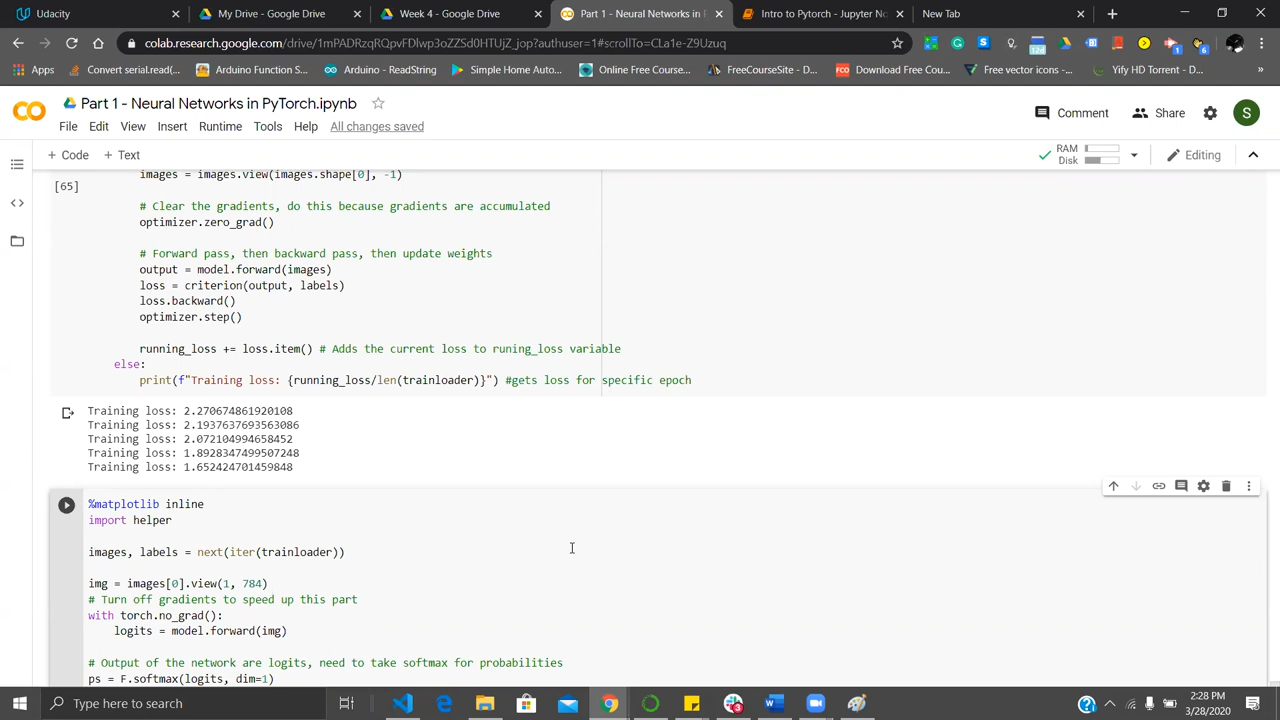 Udacity
My Drive - Google Drive
Week 4 - Google Drive
Part 1 - Neural Networks in
Intro to Pytorch - Jupyter No
New Tab
colab.research.google.com/drive/1mPADRzqRQpvFDlwp3oZZSd0HTUjZ_jop?authuser=1#scrollTo=CLa1e-Z9Uzuq
Apps
Convert serial.read(...
Arduino Function S...
Arduino - ReadString
Simple Home Auto...
Online Free Course...
FreeCourseSite - D...
Download Free Cou...
Free vector icons -...
Yify HD Torrent - D...
Part 1 - Neural Networks in PyTorch.ipynb
File Edit View Insert Runtime Tools Help All changes saved
Comment
Share
S
+ Code + Text
RAM
Disk
Editing
[65]
images = images.view(images.shape[0], -1)
# Clear the gradients, do this because gradients are accumulated
optimizer.zero_grad()
# Forward pass, then backward pass, then update weights
output = model.forward(images)
loss = criterion(output, labels)
loss.backward()
optimizer.step()
running_loss += loss.item() # Adds the current loss to runing_loss variable
else:
print(f"Training loss: {running_loss/len(trainloader)}") #gets loss for specific epoch
Training loss: 2.270674861920108
Training loss: 2.1937637693563086
Training loss: 2.072104994658452
Training loss: 1.8928347499507248
Training loss: 1.652424701459848
%matplotlib inline
import helper
images, labels = next(iter(trainloader))
img = images[0].view(1, 784)
# Turn off gradients to speed up this part
with torch.no_grad():
logits = model.forward(img)
# Output of the network are logits, need to take softmax for probabilities
ps = F.softmax(logits, dim=1)
Type here to search
2:28 PM
3/28/2020